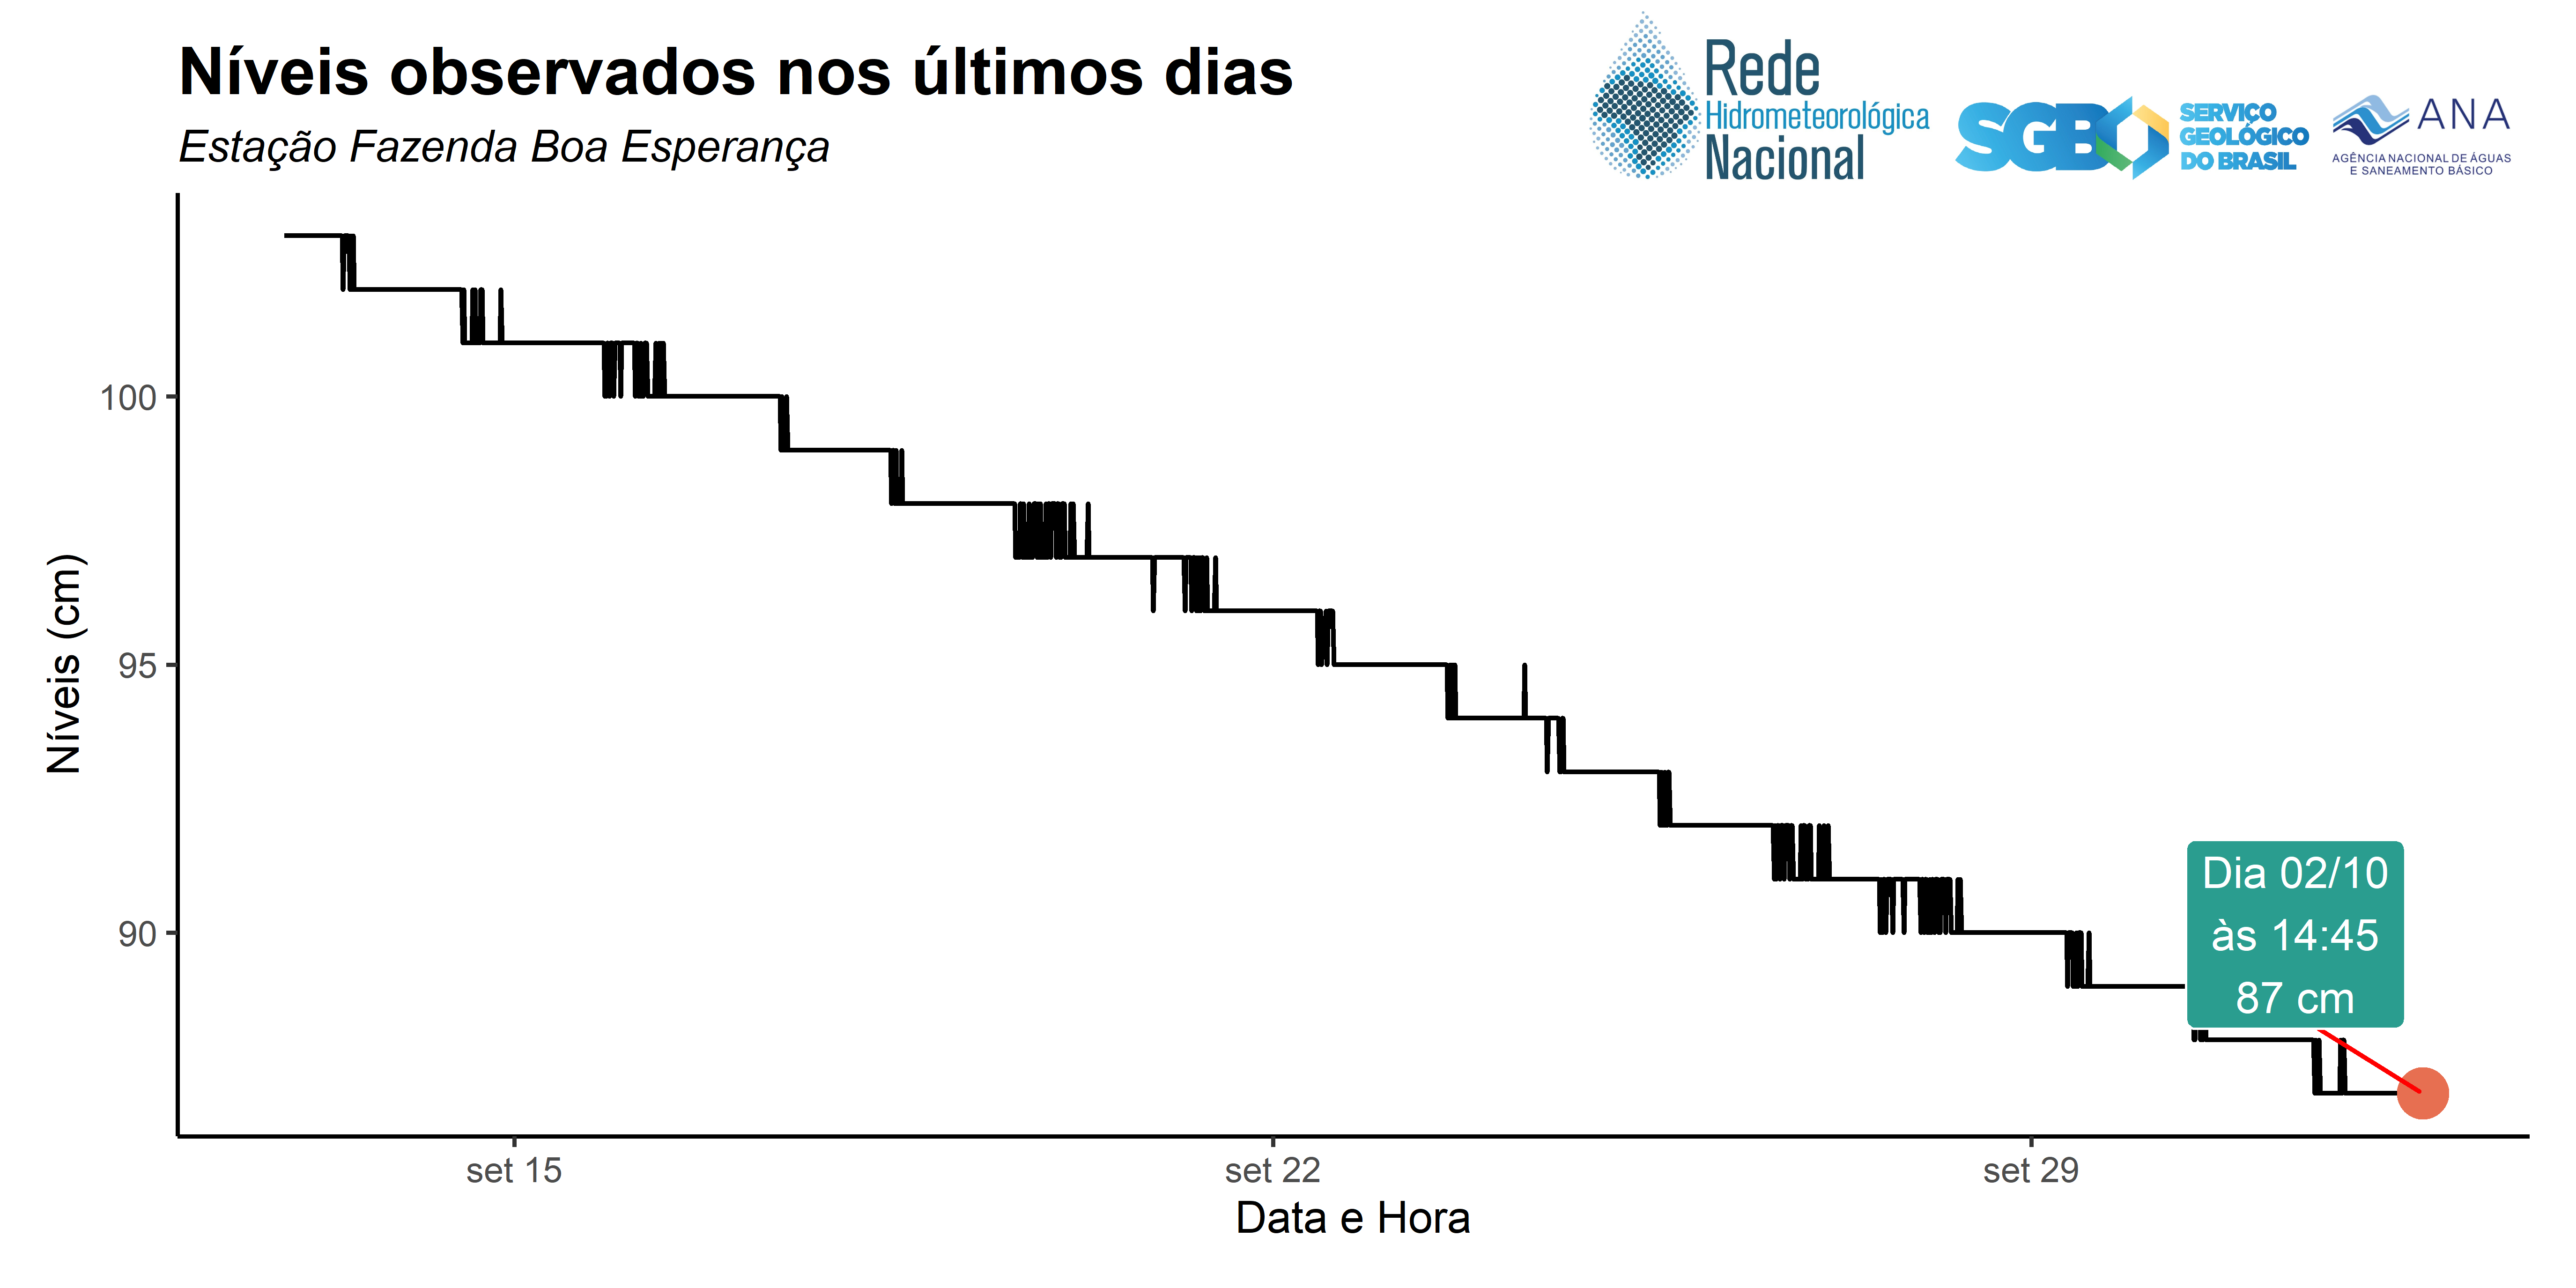 Níveis observados nos últimos dias
Estação Fazenda Boa Esperança
Rede
Hidrometeorológica
Nacional
SGB
SERVIÇO
GEOLÓGICO
DO BRASIL
ANA
AGÊNCIA NACIONAL DE ÁGUAS
E SANEAMENTO BÁSICO
Níveis (cm)
100
95
90
Dia 02/10
às 14:45
87 cm
set 15
set 22
set 29
Data e Hora